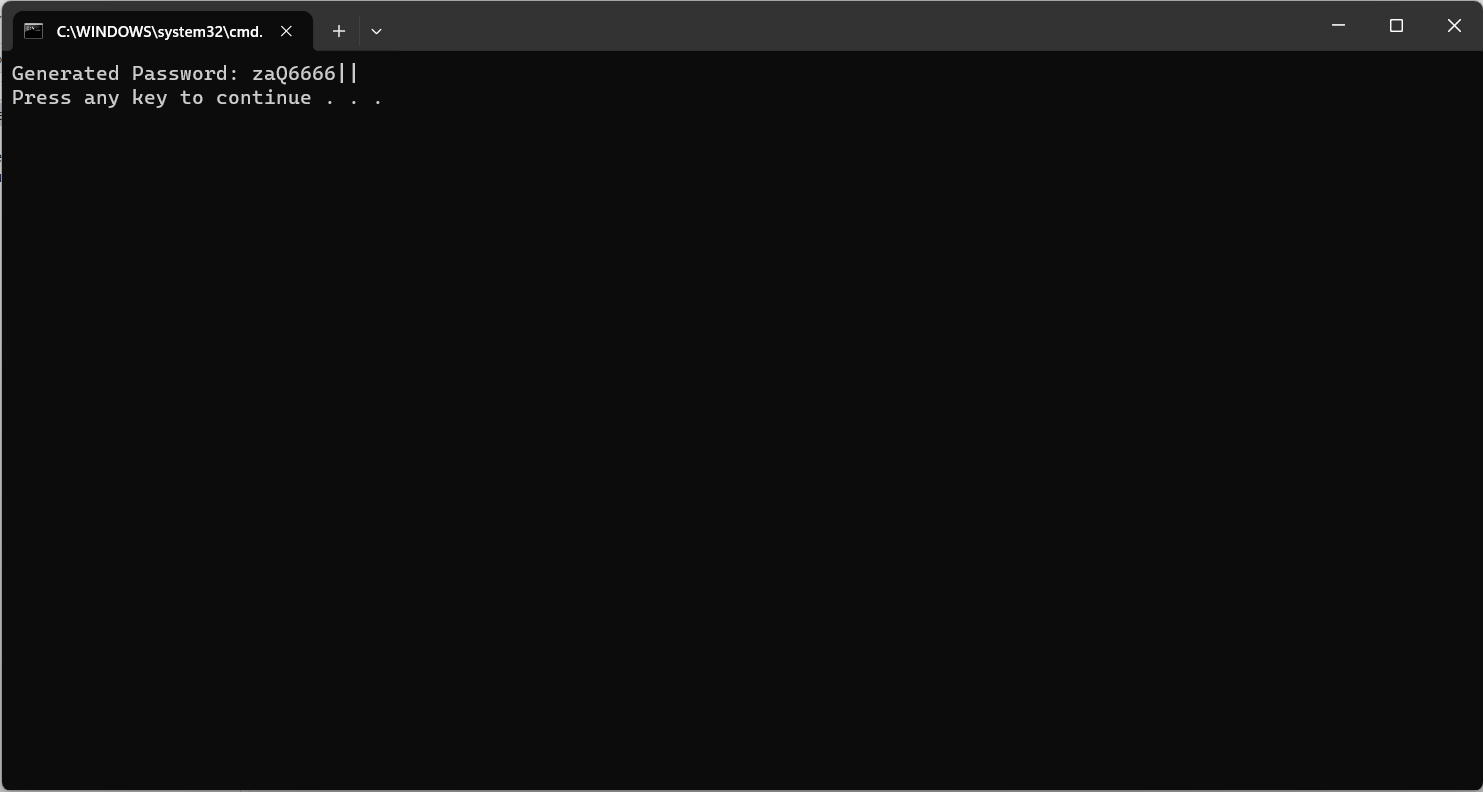 C:\WINDOWS\system32\cmd.
Generated Password: zaQ6666||
Press any key to continue . . .